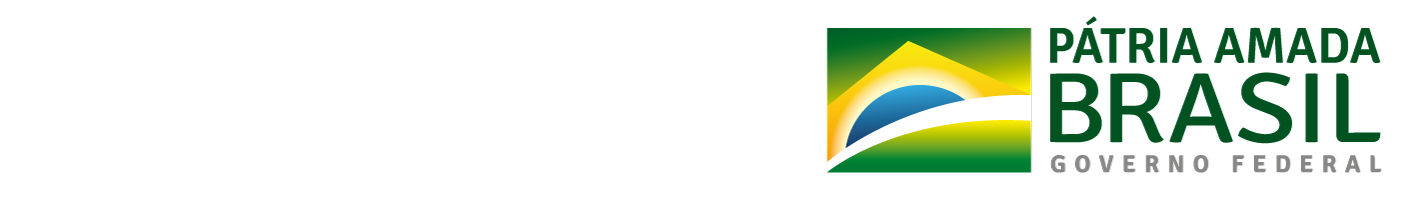 PÁTRIA AMADA
BRASIL
GOVERNO FEDERAL